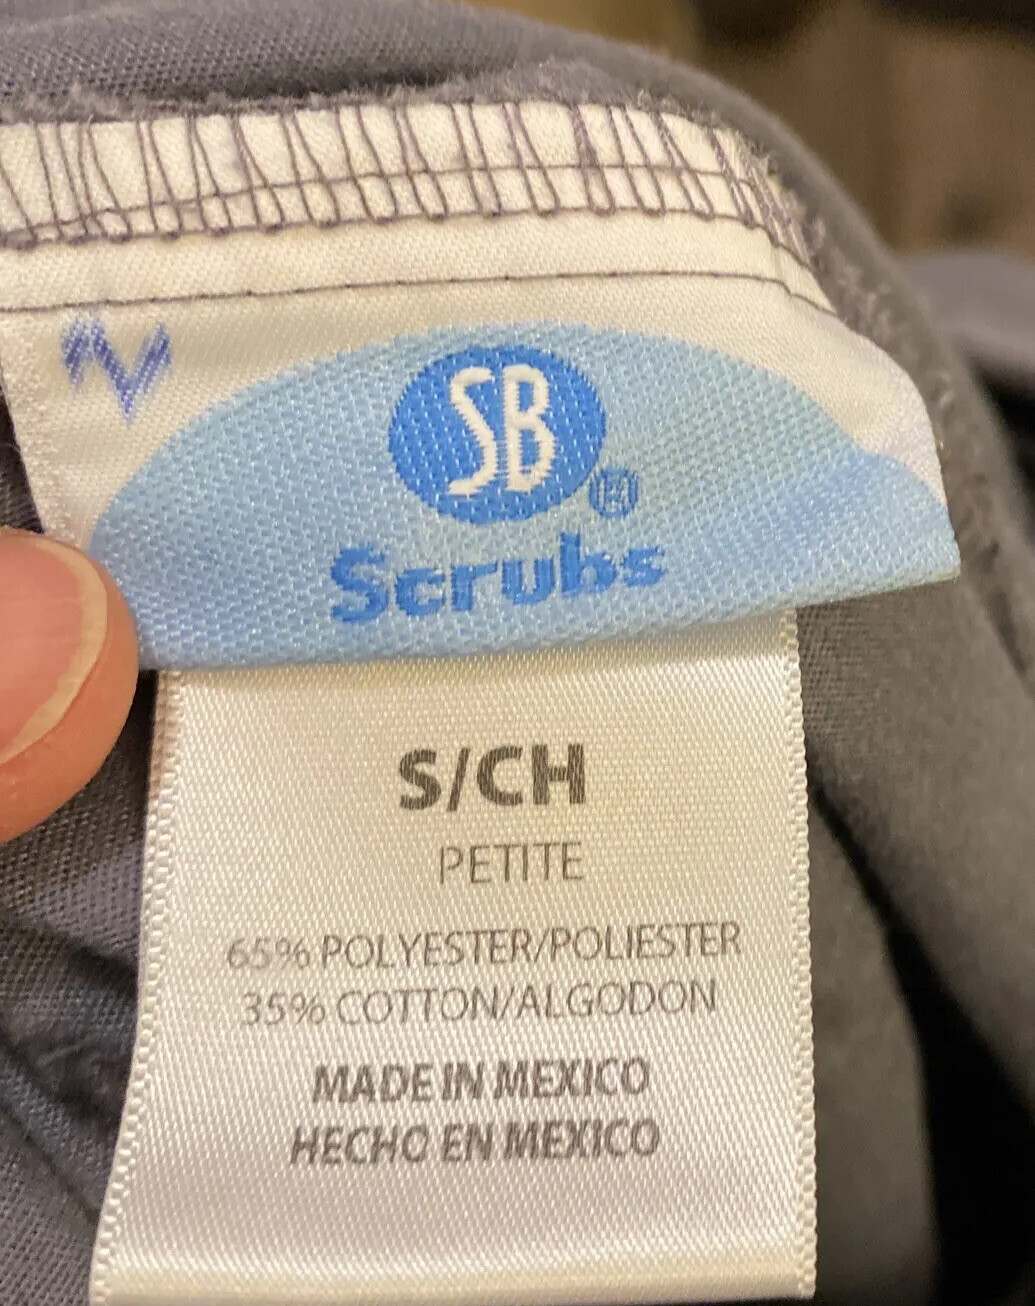 SB®
Scrubs
S/CH
PETITE
65% POLYESTER/POLIESTER
35% COTTON/ALGODON
MADE IN MEXICO
HECHO EN MEXICO